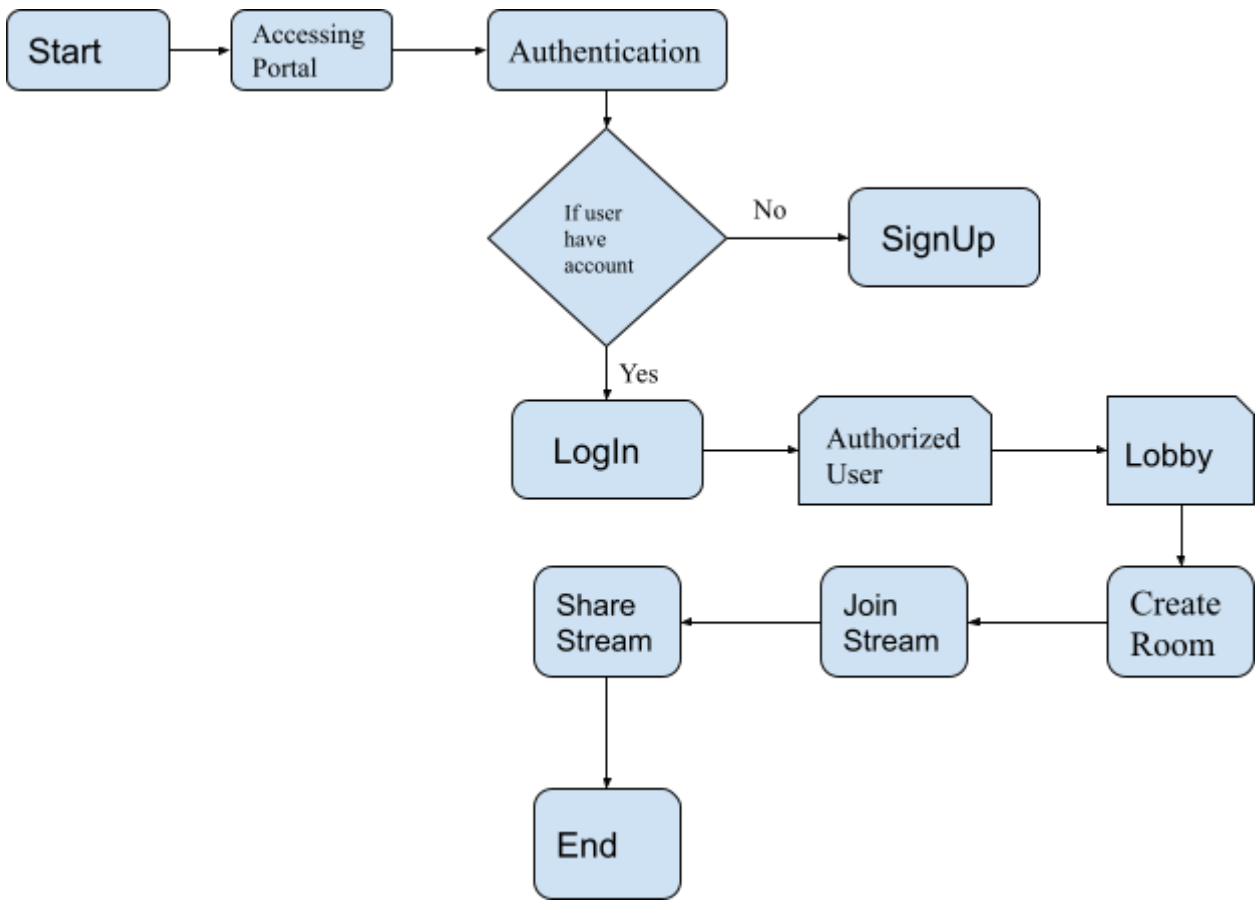 Start
Accessing
Portal
Authentication
If user
have
account
No
SignUp
Yes
LogIn
Authorized
User
Lobby
Create
Room
Join
Stream
Share
Stream
End